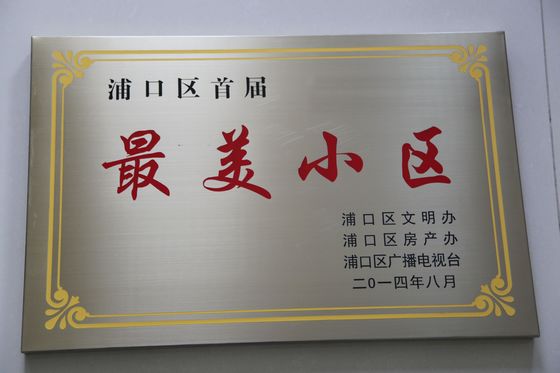 浦口区首届
最美小区
浦口区文明办
浦口区房产办
浦口区广播电视台
二0一四年八月